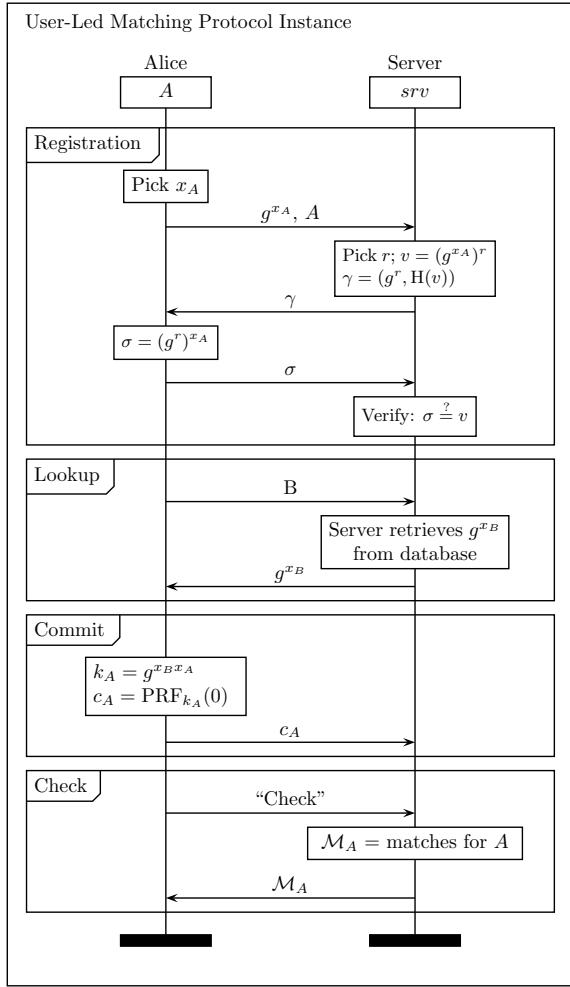 User-Led Matching Protocol Instance
Alice Server
A srv
Registration
Pick x_A
g^{x_A}, A
Pick r; v = (g^{x_A})^r
γ = (g^r, H(v))
γ
σ = (g^r)^{x_A}
σ
Verify: σ ≟ v
Lookup
B
Server retrieves g^{x_B}
from database
g^{x_B}
Commit
k_A = g^{x_B x_A}
c_A = PRF_{k_A}(0)
c_A
Check
“Check”
ℳ_A = matches for A
ℳ_A